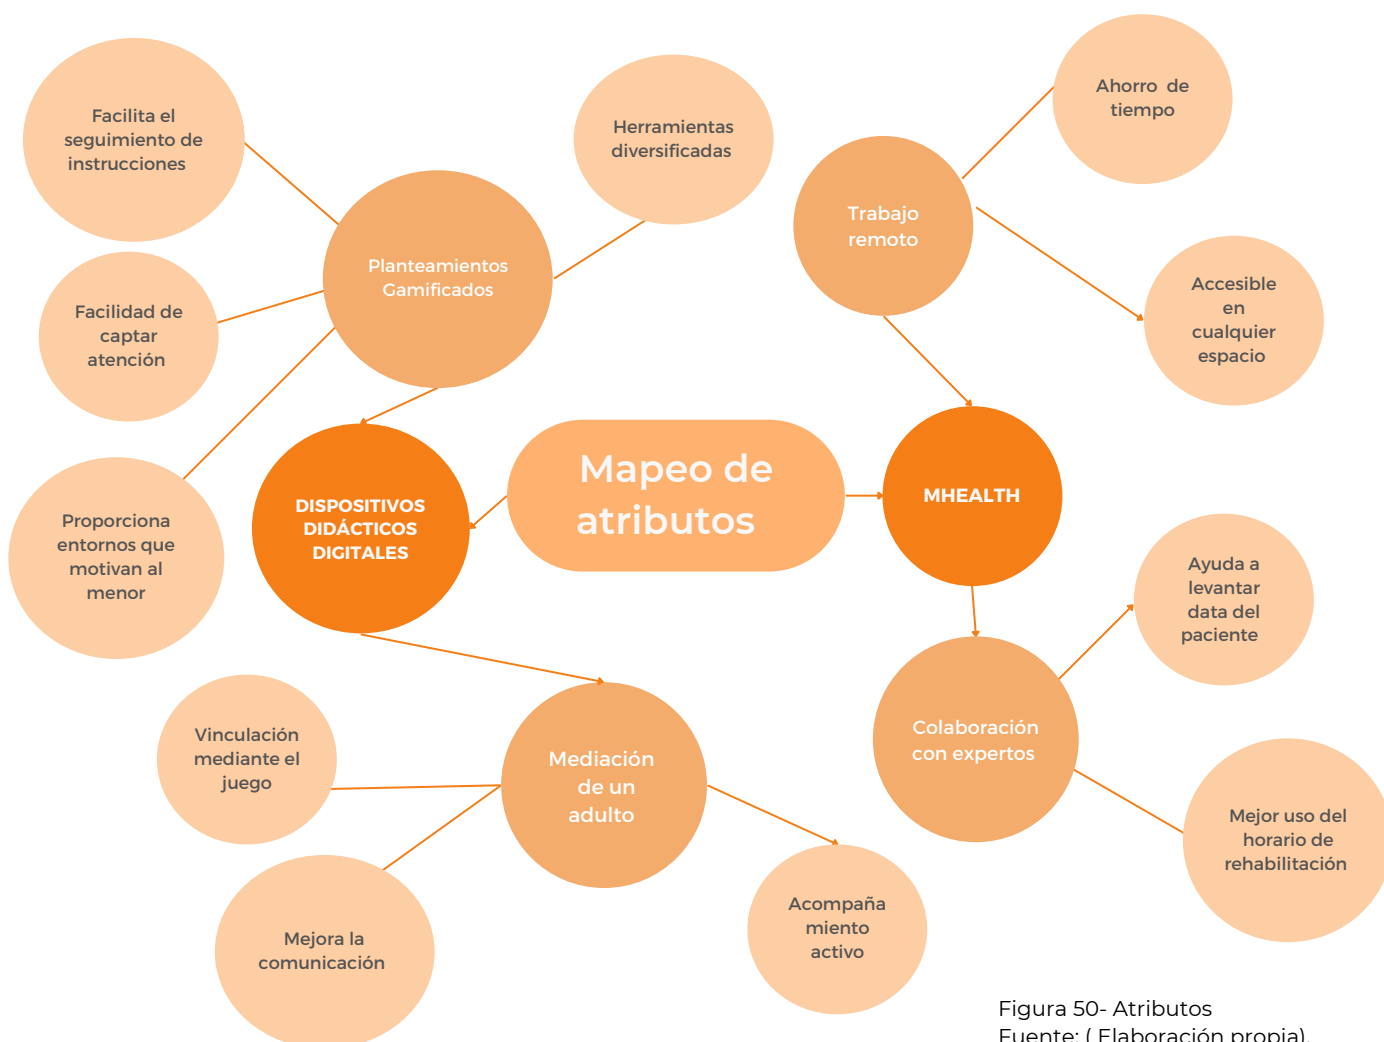 Facilita el
seguimiento de
instrucciones
Herramientas
diversificadas
Ahorro de
tiempo
Planteamientos
Gamificados
Trabajo
remoto
Facilidad de
captar
atención
Accesible
en
cualquier
espacio
Mapeo de
atributos
DISPOSITIVOS
DIDÁCTICOS
DIGITALES
MHEALTH
Proporciona
entornos que
motivan al
menor
Ayuda a
levantar
data del
paciente
Vinculación
mediante el
juego
Mediación
de un
adulto
Colaboración
con expertos
Mejor uso del
horario de
rehabilitación
Mejora la
comunicación
Acompaña
miento
activo
Figura 50- Atributos
Fuente: ( Elaboración propia).